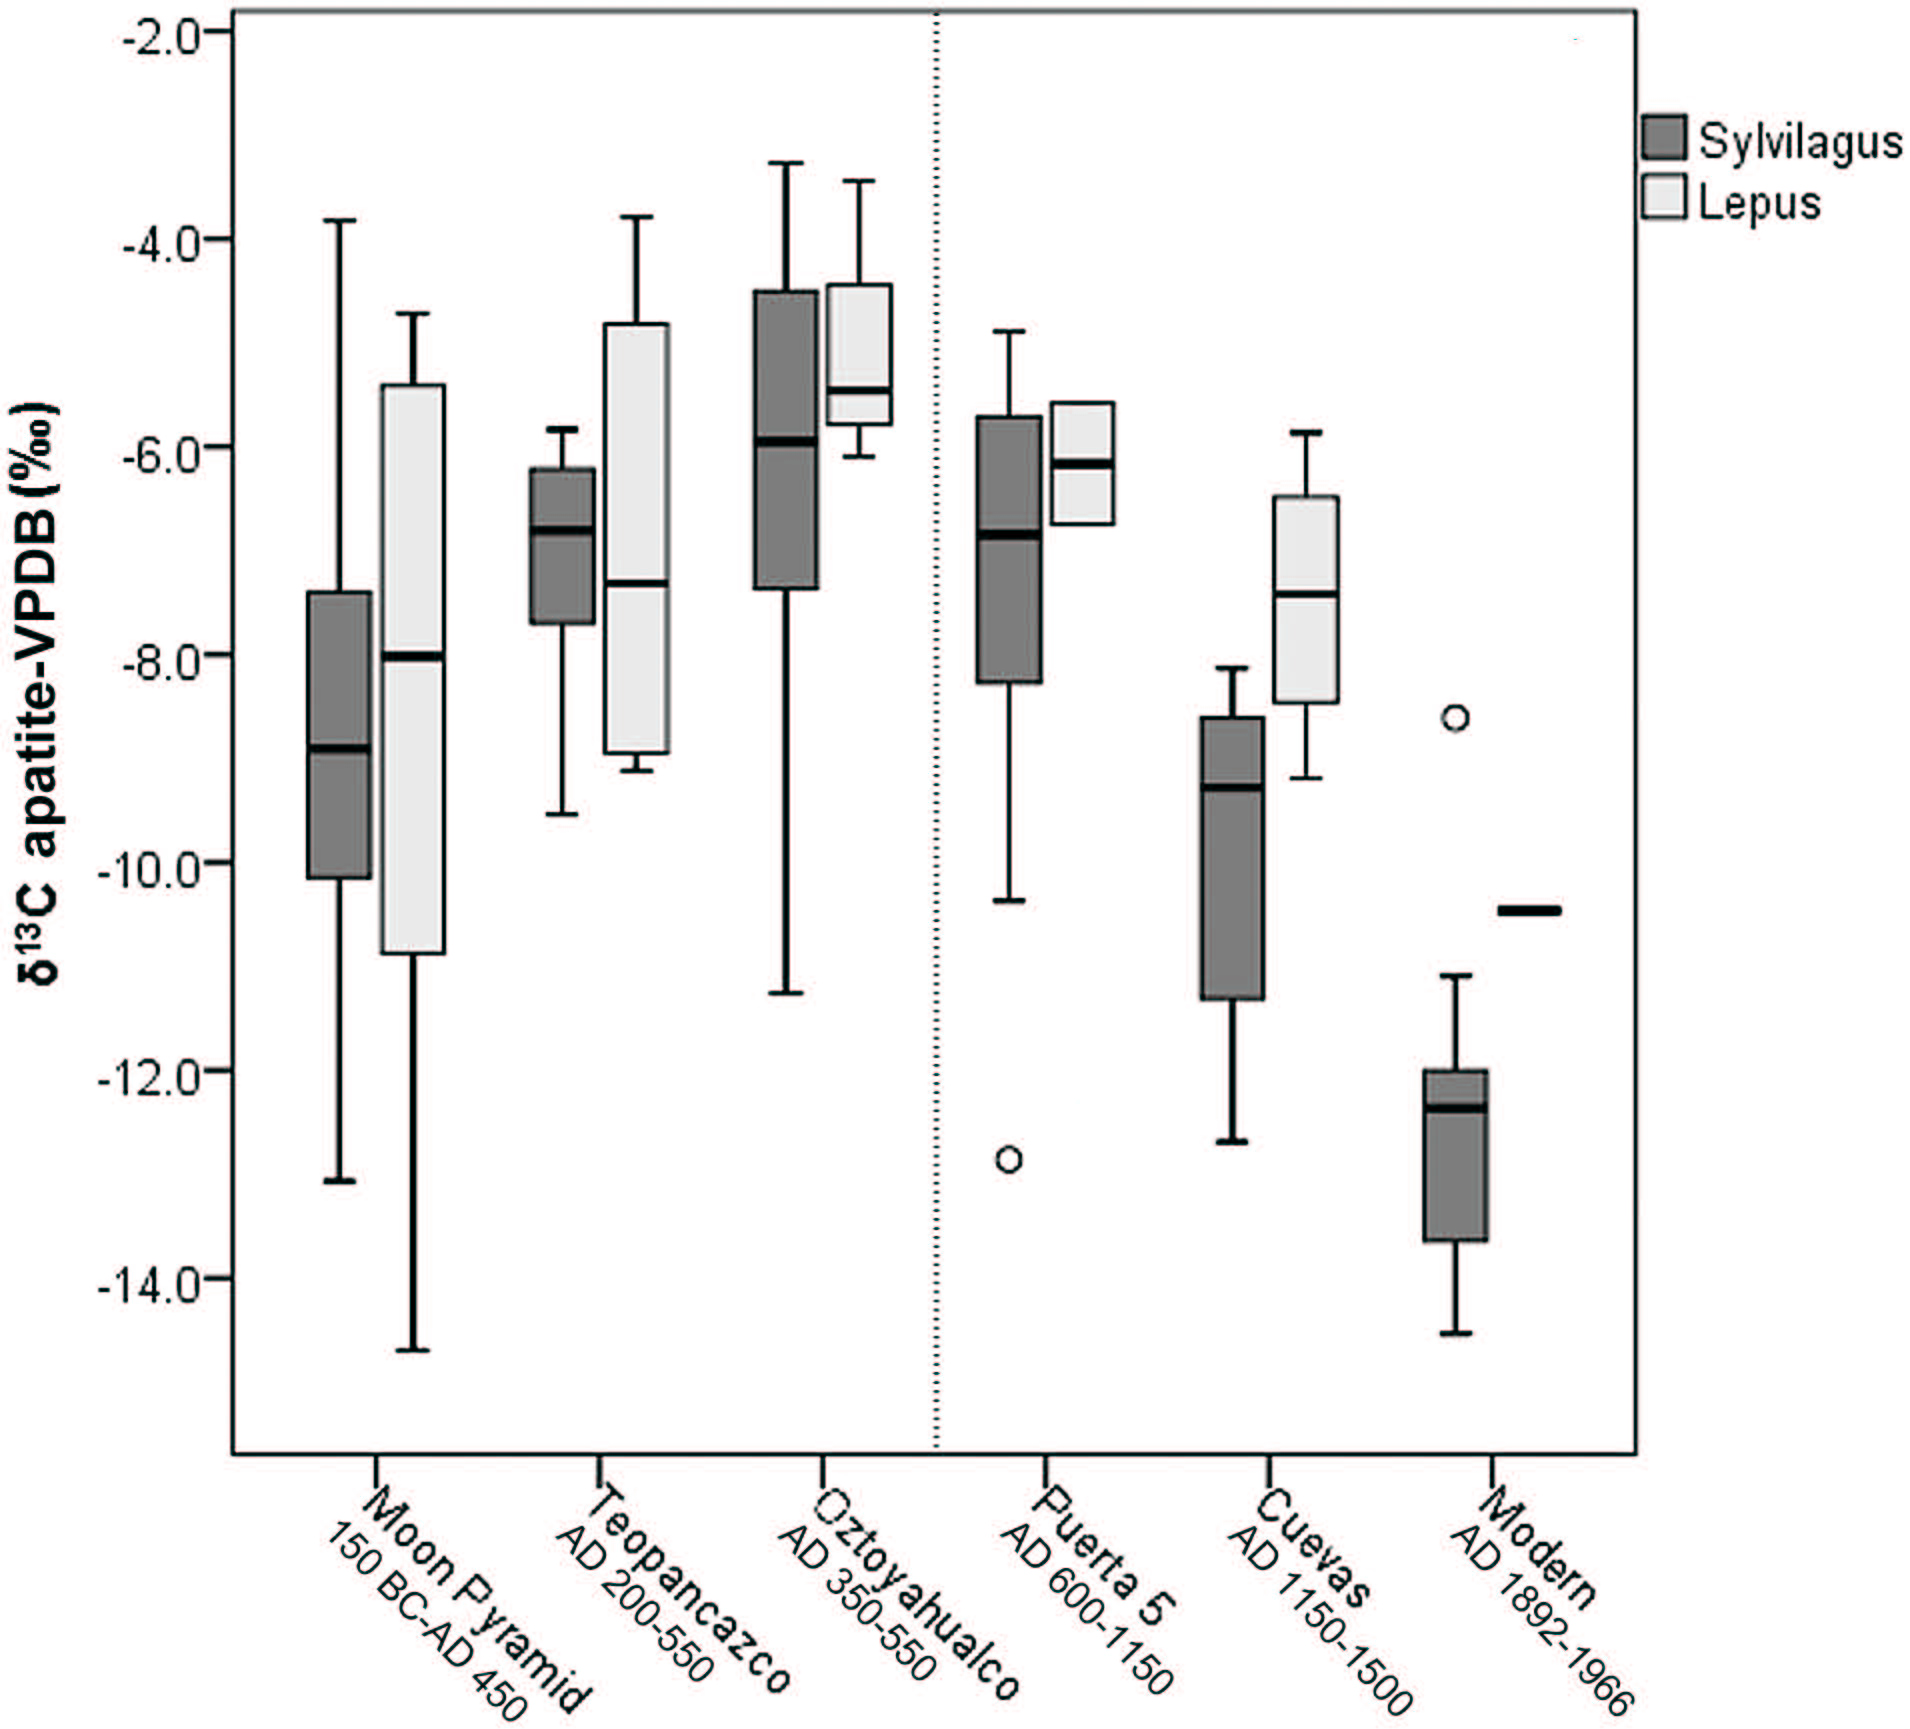 -2.0
-4.0
-6.0
-8.0
-10.0
-12.0
-14.0
δ¹³C apatite-VPDB (‰)
Sylvilagus
Lepus
Moon Pyramid
150 BC-AD 450
Teopancazco
AD 200-550
Oztoyahualco
AD 350-550
Puerta 5
AD 600-1150
Cuevas
AD 1150-1500
Modern
AD 1892-1966